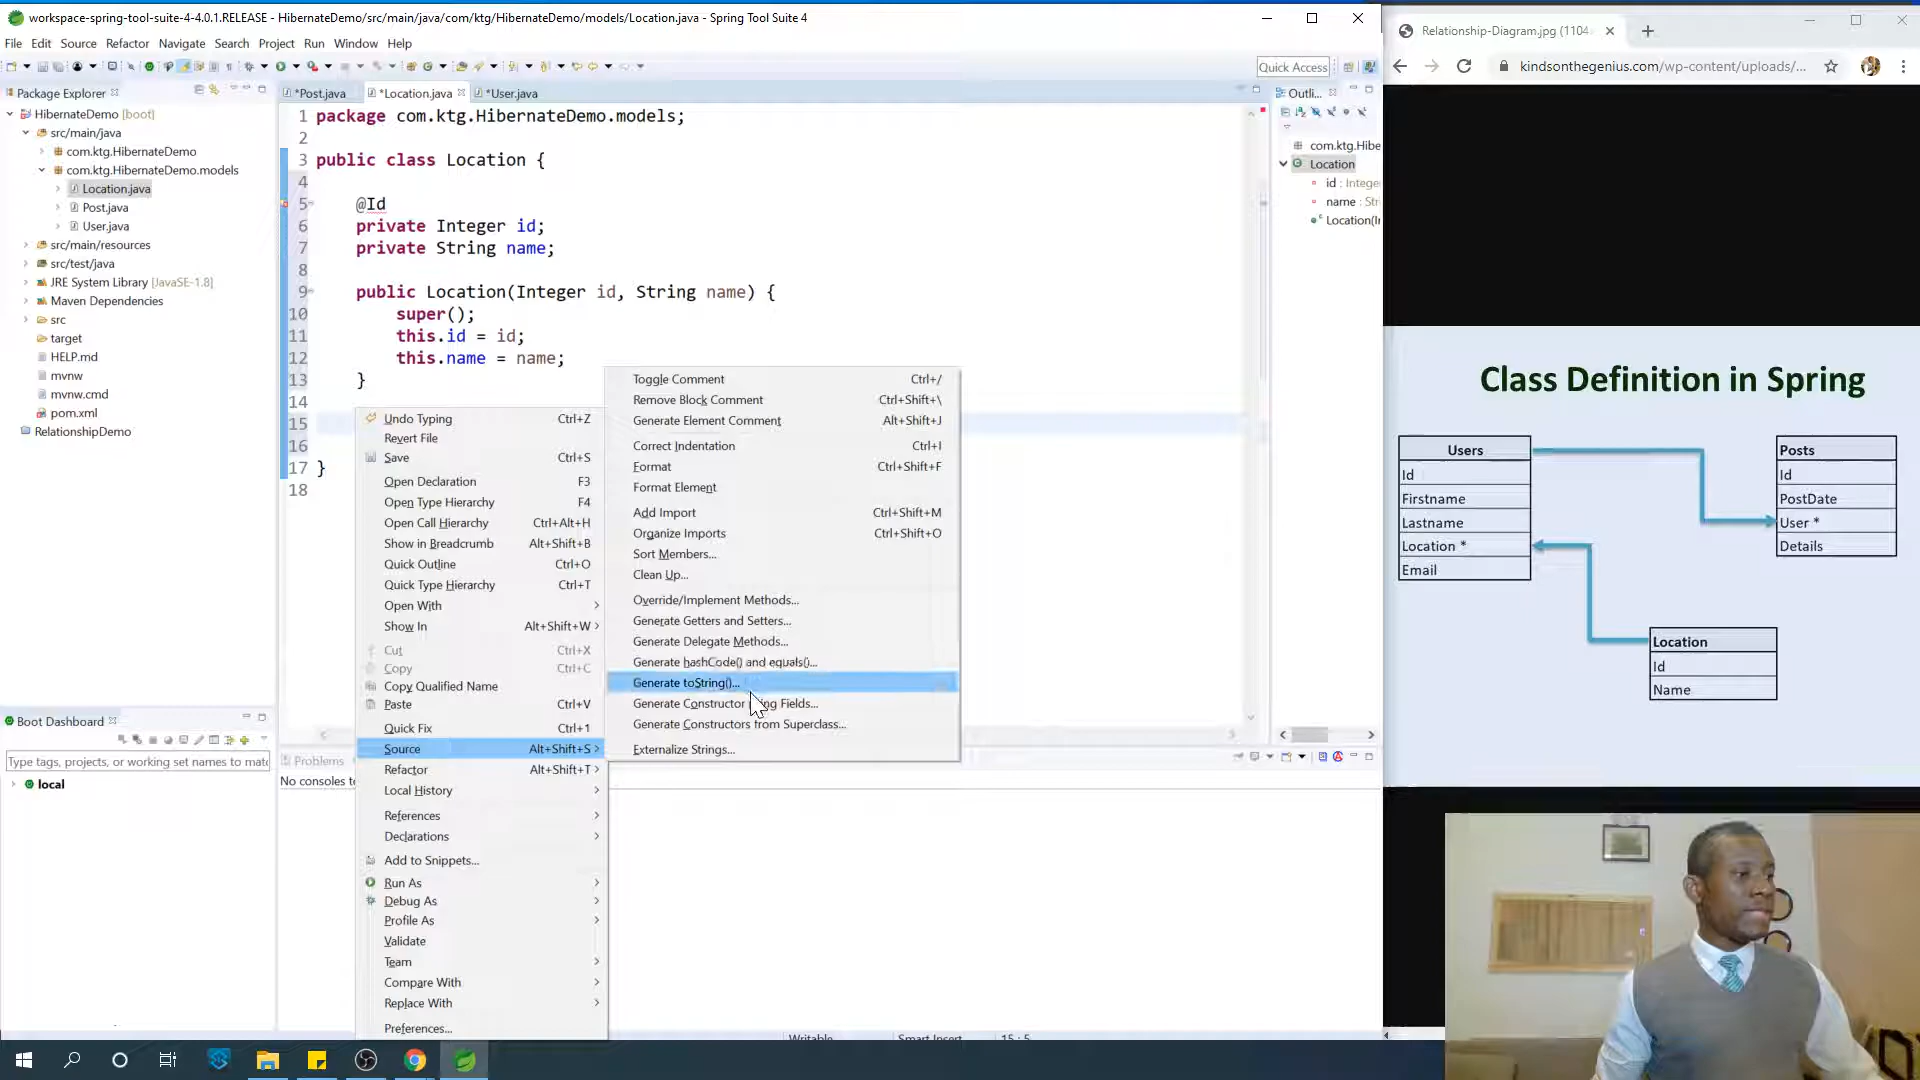 workspace-spring-tool-suite-4-4.0.1.RELEASE - HibernateDemo/src/main/java/com/ktg/HibernateDemo/models/Location.java - Spring Tool Suite 4
File Edit Source Refactor Navigate Search Project Run Window Help
Quick Access
Package Explorer
HibernateDemo [boot]
src/main/java
com.ktg.HibernateDemo
com.ktg.HibernateDemo.models
Location.java
Post.java
User.java
src/main/resources
src/test/java
JRE System Library [JavaSE-1.8]
Maven Dependencies
src
target
HELP.md
mvnw
mvnw.cmd
pom.xml
RelationshipDemo
Boot Dashboard
Type tags, projects, or working set names to matc
local
*Post.java *Location.java *User.java
1 package com.ktg.HibernateDemo.models;
2
3 public class Location {
4
5 @Id
6 private Integer id;
7 private String name;
8
9 public Location(Integer id, String name) {
10 super();
11 this.id = id;
12 this.name = name;
13 }
14
15
16
17 }
18
Problems
No consoles t
Undo Typing Ctrl+Z
Revert File
Save Ctrl+S
Open Declaration F3
Open Type Hierarchy F4
Open Call Hierarchy Ctrl+Alt+H
Show in Breadcrumb Alt+Shift+B
Quick Outline Ctrl+O
Quick Type Hierarchy Ctrl+T
Open With
Show In Alt+Shift+W
Cut Ctrl+X
Copy Ctrl+C
Copy Qualified Name
Paste Ctrl+V
Quick Fix Ctrl+1
Source Alt+Shift+S
Refactor Alt+Shift+T
Local History
References
Declarations
Add to Snippets...
Run As
Debug As
Profile As
Validate
Team
Compare With
Replace With
Preferences...
Toggle Comment Ctrl+/
Remove Block Comment Ctrl+Shift+\
Generate Element Comment Alt+Shift+J
Correct Indentation Ctrl+I
Format Ctrl+Shift+F
Format Element
Add Import Ctrl+Shift+M
Organize Imports Ctrl+Shift+O
Sort Members...
Clean Up...
Override/Implement Methods...
Generate Getters and Setters...
Generate Delegate Methods...
Generate hashCode() and equals()...
Generate toString()...
Generate Constructor using Fields...
Generate Constructors from Superclass...
Externalize Strings...
Writable Smart Insert 15 : 5
Outli...
com.ktg.Hibe
Location
id : Intege
name : Stri
Location(I
Relationship-Diagram.jpg (1104
kindsonthegenius.com/wp-content/uploads/...
Class Definition in Spring
Users
Id
Firstname
Lastname
Location *
Email
Posts
Id
PostDate
User *
Details
Location
Id
Name